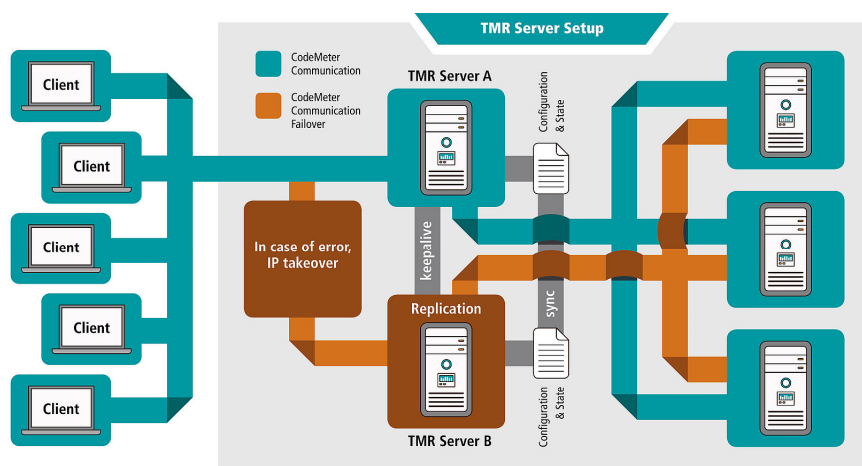 TMR Server Setup
CodeMeter
Communication
CodeMeter
Communication
Failover
TMR Server A
Configuration
& State
Client
Client
Client
Client
Client
In case of error,
IP takeover
keepalive
sync
Replication
TMR Server B
Configuration
& State